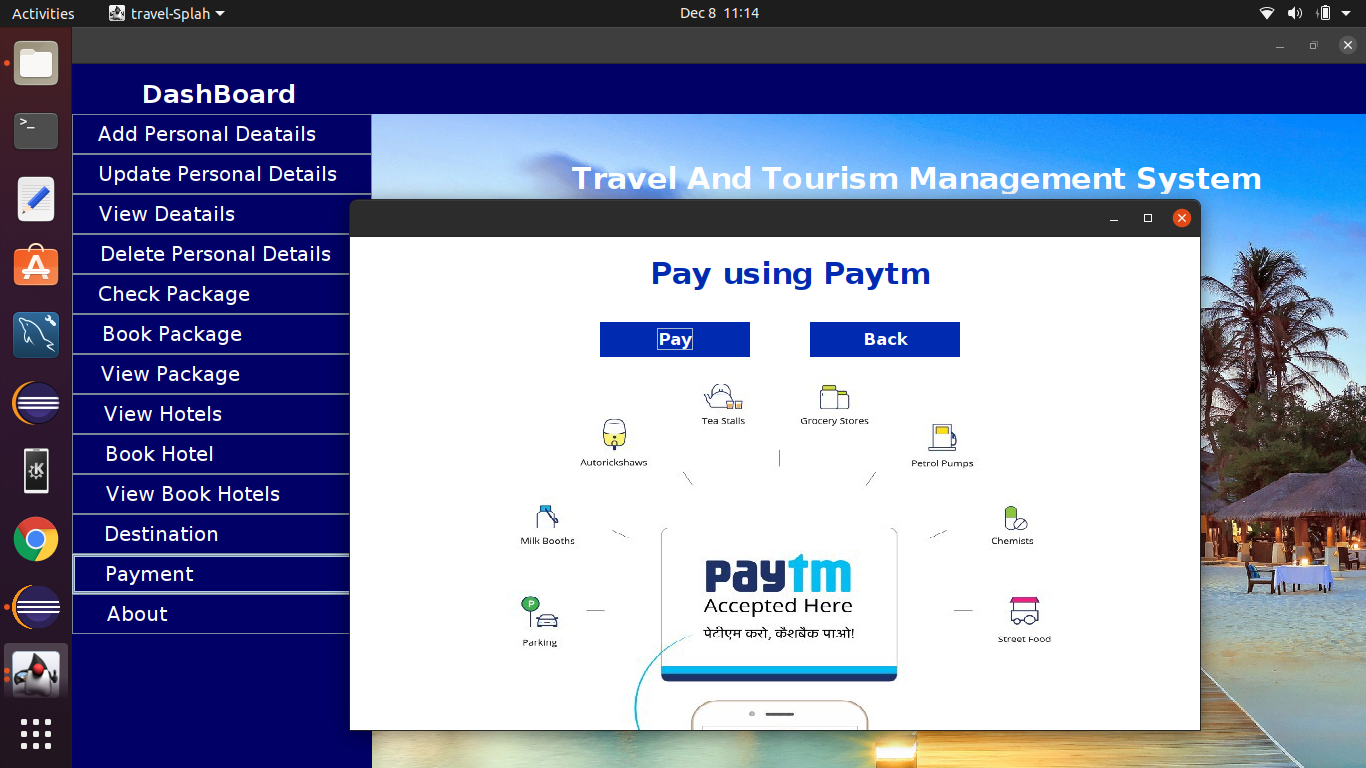 Activities
travel-Splah
Dec 8 11:14
DashBoard
Add Personal Deatails
Update Personal Details
View Deatails
Delete Personal Details
Check Package
Book Package
View Package
View Hotels
Book Hotel
View Book Hotels
Destination
Payment
About
Travel And Tourism Management System
Pay using Paytm
Pay
Back
Tea Stalls
Grocery Stores
Autorickshaws
Petrol Pumps
Milk Booths
Chemists
P
Parking
Street Food
paytm
Accepted Here
पेटीएम करो, कैशबैक पाओ!
>_
A
K